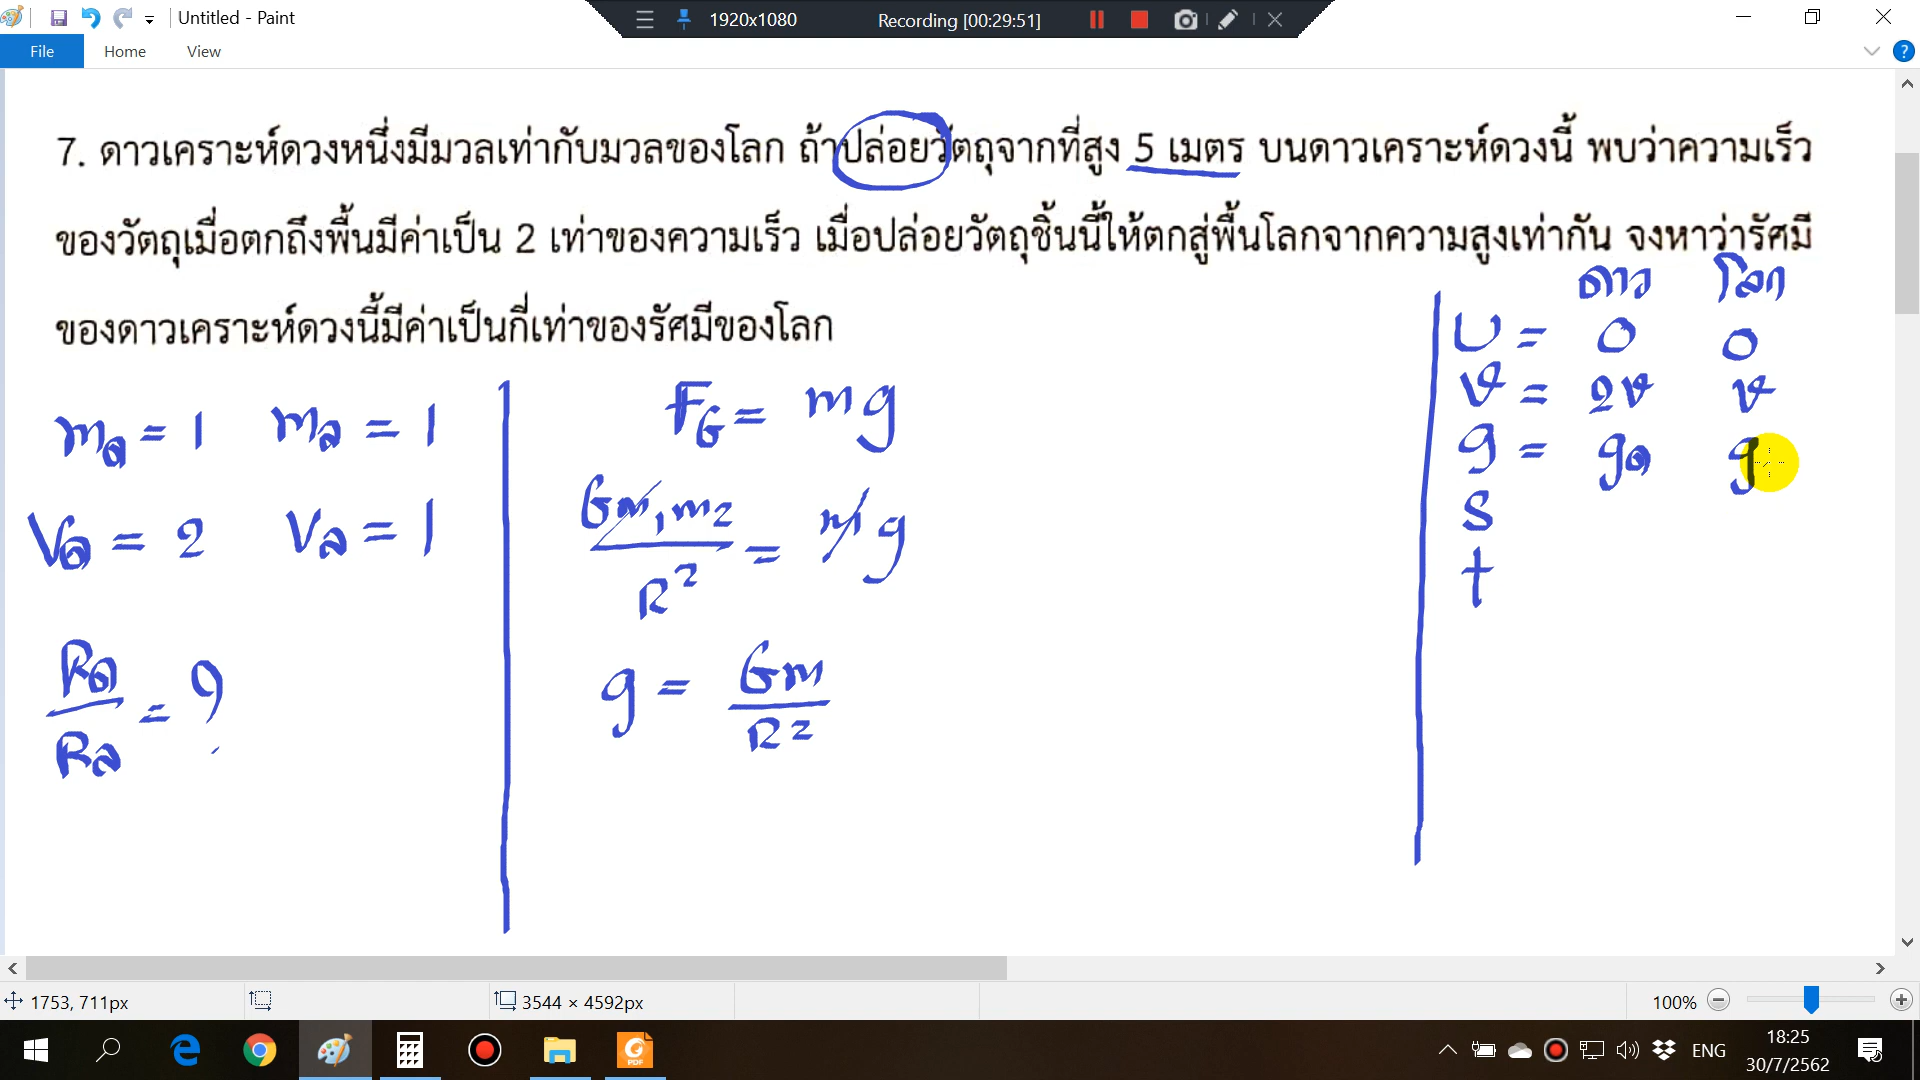 Untitled - Paint
1920x1080
Recording [00:29:51]
File Home View
7. ดาวเคราะห์ดวงหนึ่งมีมวลเท่ากับมวลของโลก ถ้าปล่อยวัตถุจากที่สูง 5 เมตร บนดาวเคราะห์ดวงนี้ พบว่าความเร็ว
ของวัตถุเมื่อตกถึงพื้นมีค่าเป็น 2 เท่าของความเร็ว เมื่อปล่อยวัตถุชิ้นนี้ให้ตกสู่พื้นโลกจากความสูงเท่ากัน จงหาว่ารัศมี
ของดาวเคราะห์ดวงนี้มีค่าเป็นกี่เท่าของรัศมีของโลก
ดาว โลก
U = 0 0
v = 2v v
g = g
S
t
F_G = mg
Gm₁m₂ / R² = mg
g = Gm / R²
= 1 = 1
= 2 = 1
= ?
1753, 711px
3544 × 4592px
100%
PDF
ENG
18:25
30/7/2562